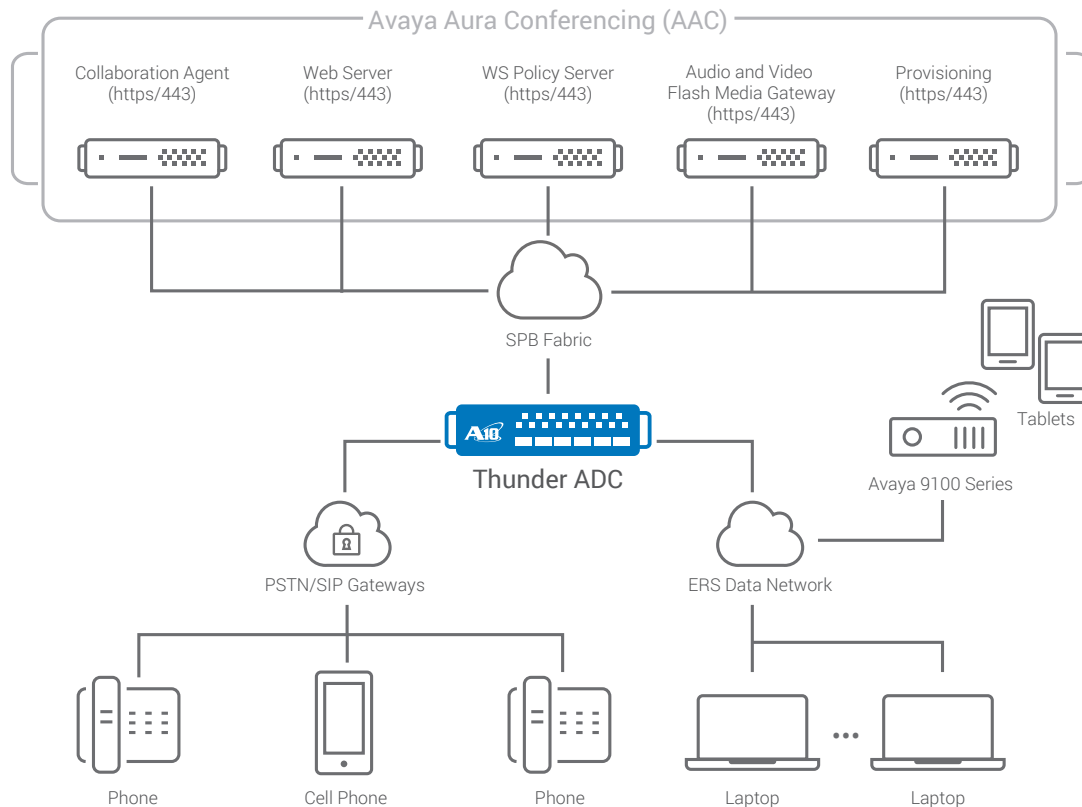 Avaya Aura Conferencing (AAC)
Collaboration Agent
(https/443)
Web Server
(https/443)
WS Policy Server
(https/443)
Audio and Video
Flash Media Gateway
(https/443)
Provisioning
(https/443)
SPB Fabric
Tablets
A10
Thunder ADC
Avaya 9100 Series
PSTN/SIP Gateways
ERS Data Network
Phone
Cell Phone
Phone
Laptop
Laptop